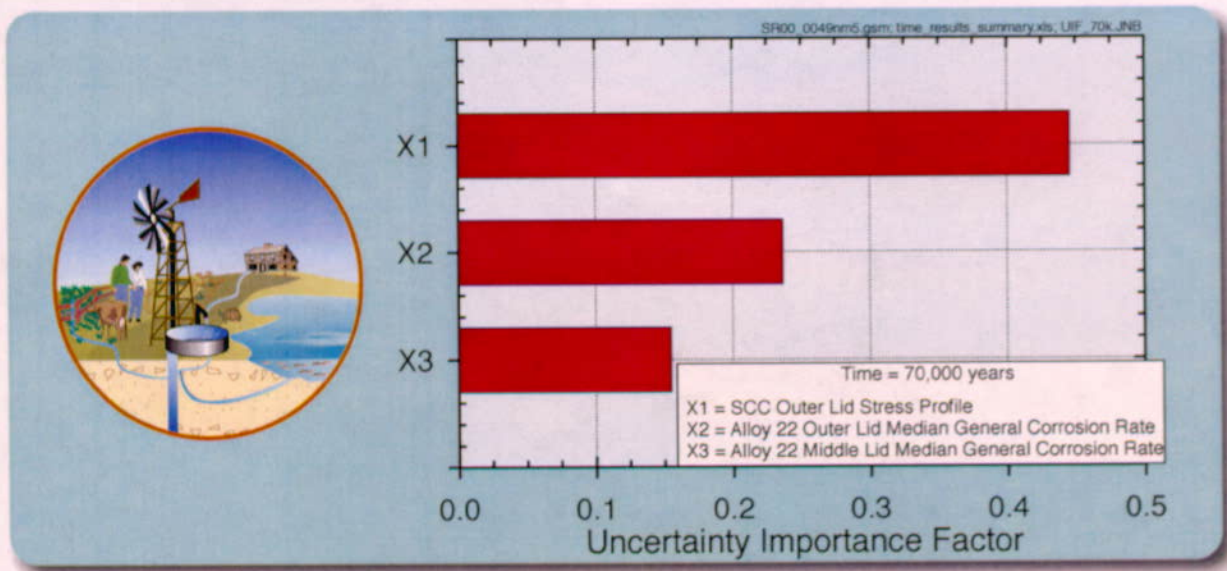 SR00_0049nm5.gsm; time_results_summary.xls; UIF_70k.JNB
X1
X2
X3
Time = 70,000 years
X1 = SCC Outer Lid Stress Profile
X2 = Alloy 22 Outer Lid Median General Corrosion Rate
X3 = Alloy 22 Middle Lid Median General Corrosion Rate
0.0 0.1 0.2 0.3 0.4 0.5
Uncertainty Importance Factor